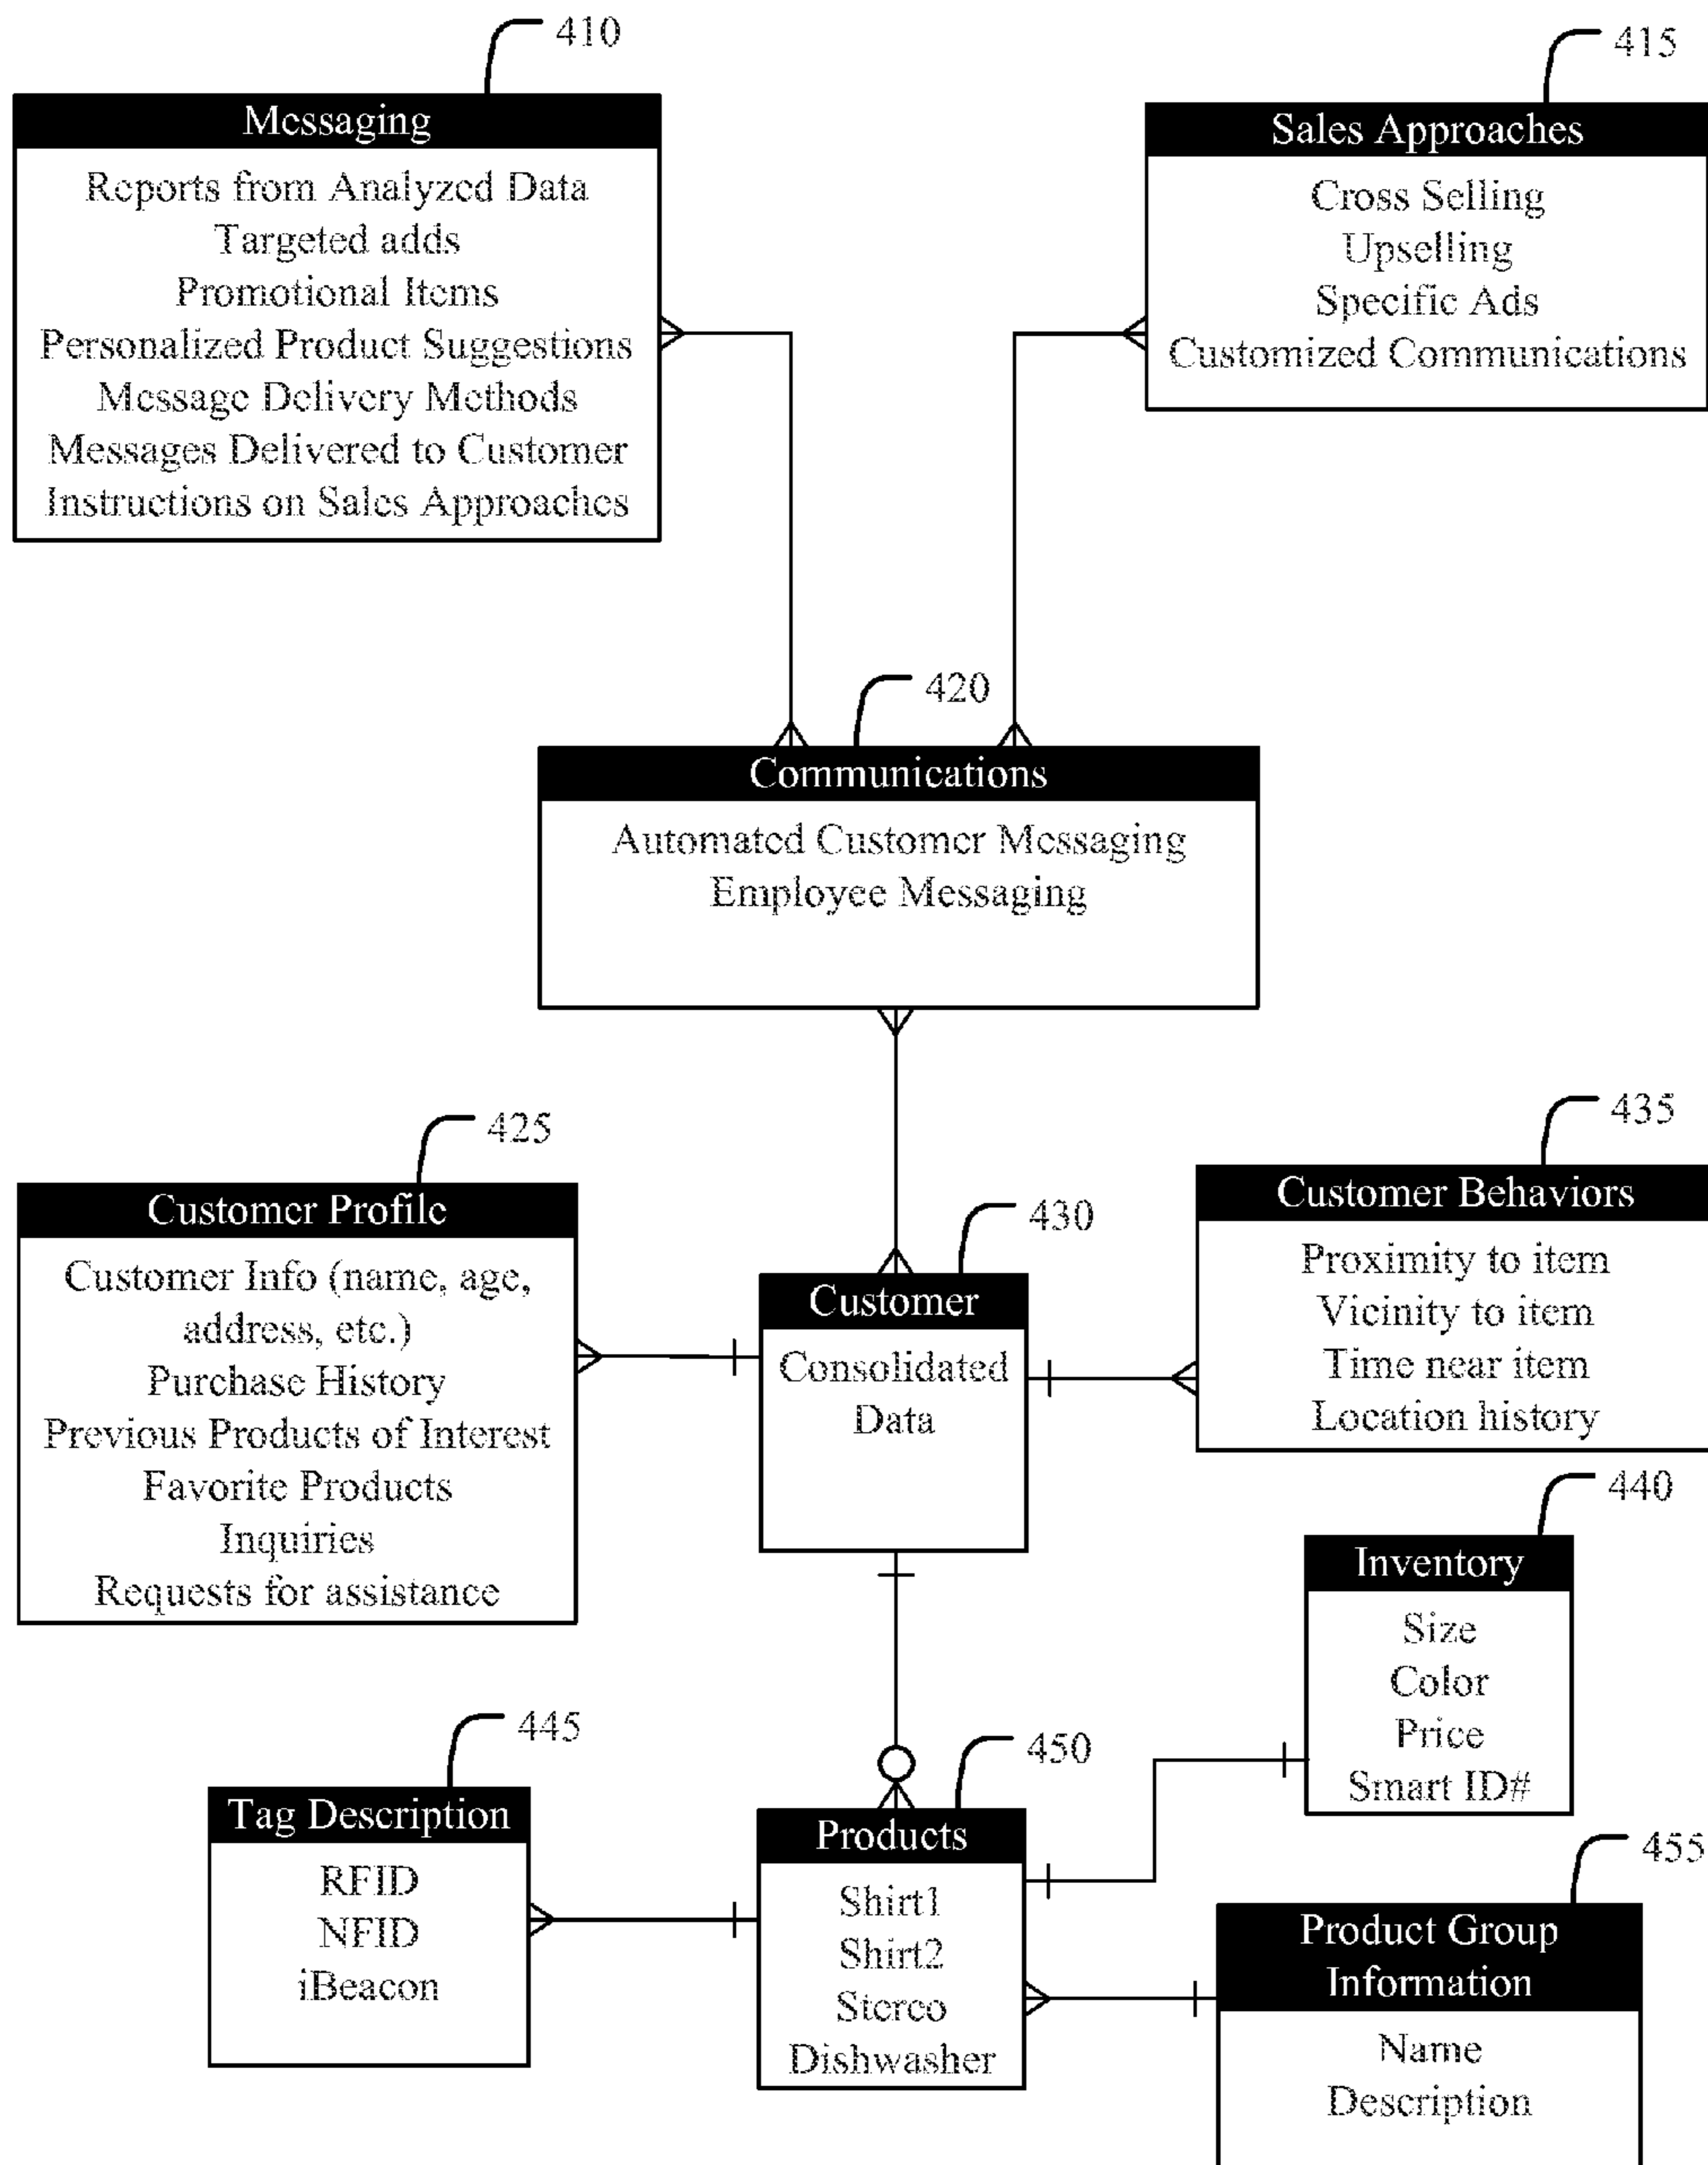 410
Messaging
Reports from Analyzed Data
Targeted adds
Promotional Items
Personalized Product Suggestions
Message Delivery Methods
Messages Delivered to Customer
Instructions on Sales Approaches
415
Sales Approaches
Cross Selling
Upselling
Specific Ads
Customized Communications
420
Communications
Automated Customer Messaging
Employee Messaging
425
Customer Profile
Customer Info (name, age,
address, etc.)
Purchase History
Previous Products of Interest
Favorite Products
Inquiries
Requests for assistance
430
Customer
Consolidated
Data
435
Customer Behaviors
Proximity to item
Vicinity to item
Time near item
Location history
440
Inventory
Size
Color
Price
Smart ID#
445
Tag Description
RFID
NFID
iBeacon
450
Products
Shirt1
Shirt2
Stereo
Dishwasher
455
Product Group
Information
Name
Description